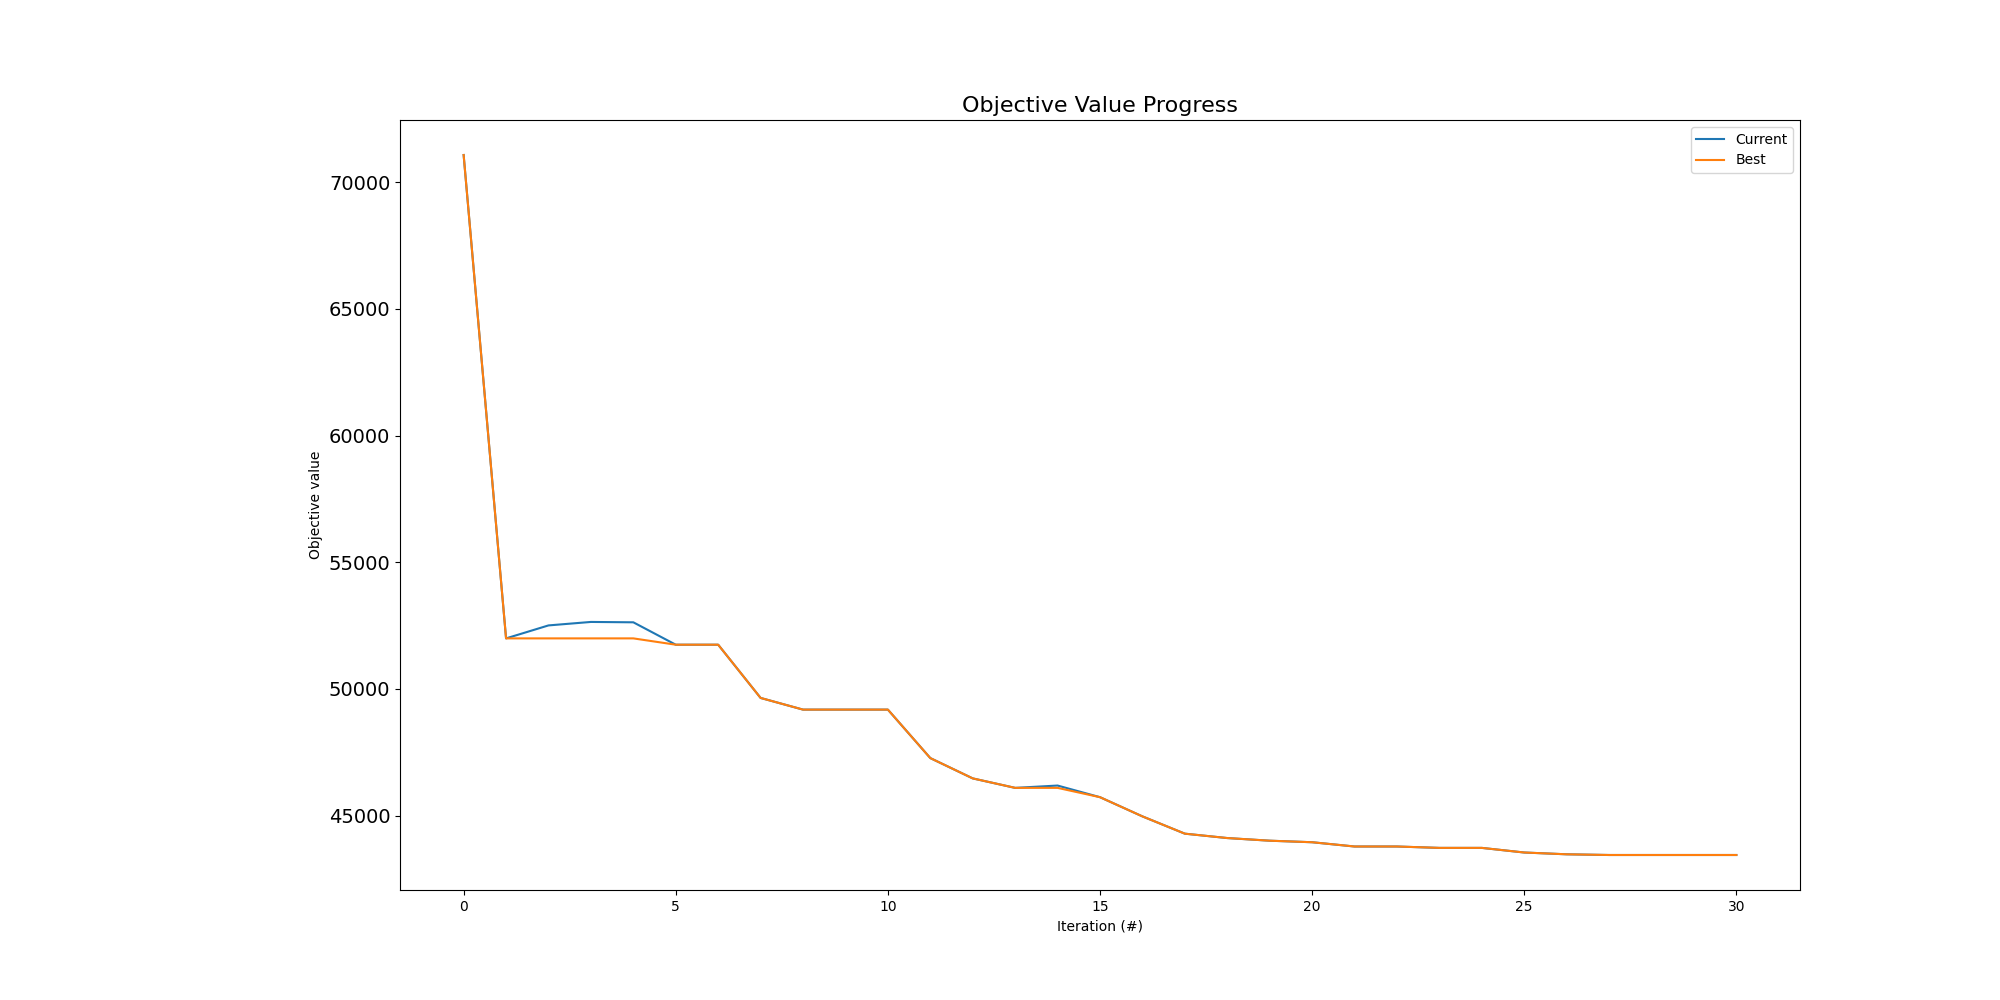 Objective Value Progress
Current
Best
70000
65000
60000
55000
50000
45000
Objective value
0 5 10 15 20 25 30
Iteration (#)